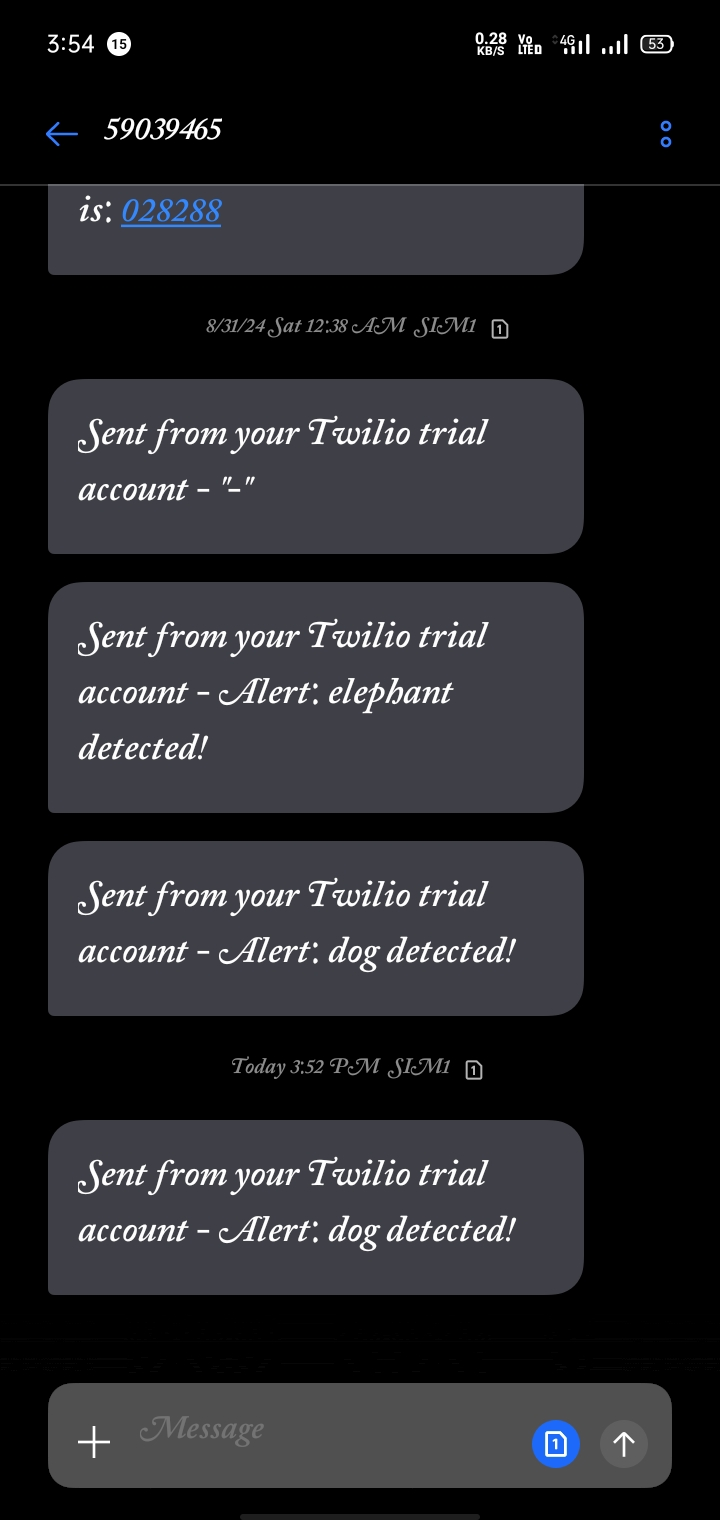 3:54 15 0.28 KB/S Vo LTE D 4G 53
59039465
is: 028288
8/31/24 Sat 12:38 AM SIM1 1
Sent from your Twilio trial
account - "-"
Sent from your Twilio trial
account - Alert: elephant
detected!
Sent from your Twilio trial
account - Alert: dog detected!
Today 3:52 PM SIM1 1
Sent from your Twilio trial
account - Alert: dog detected!
Message 1